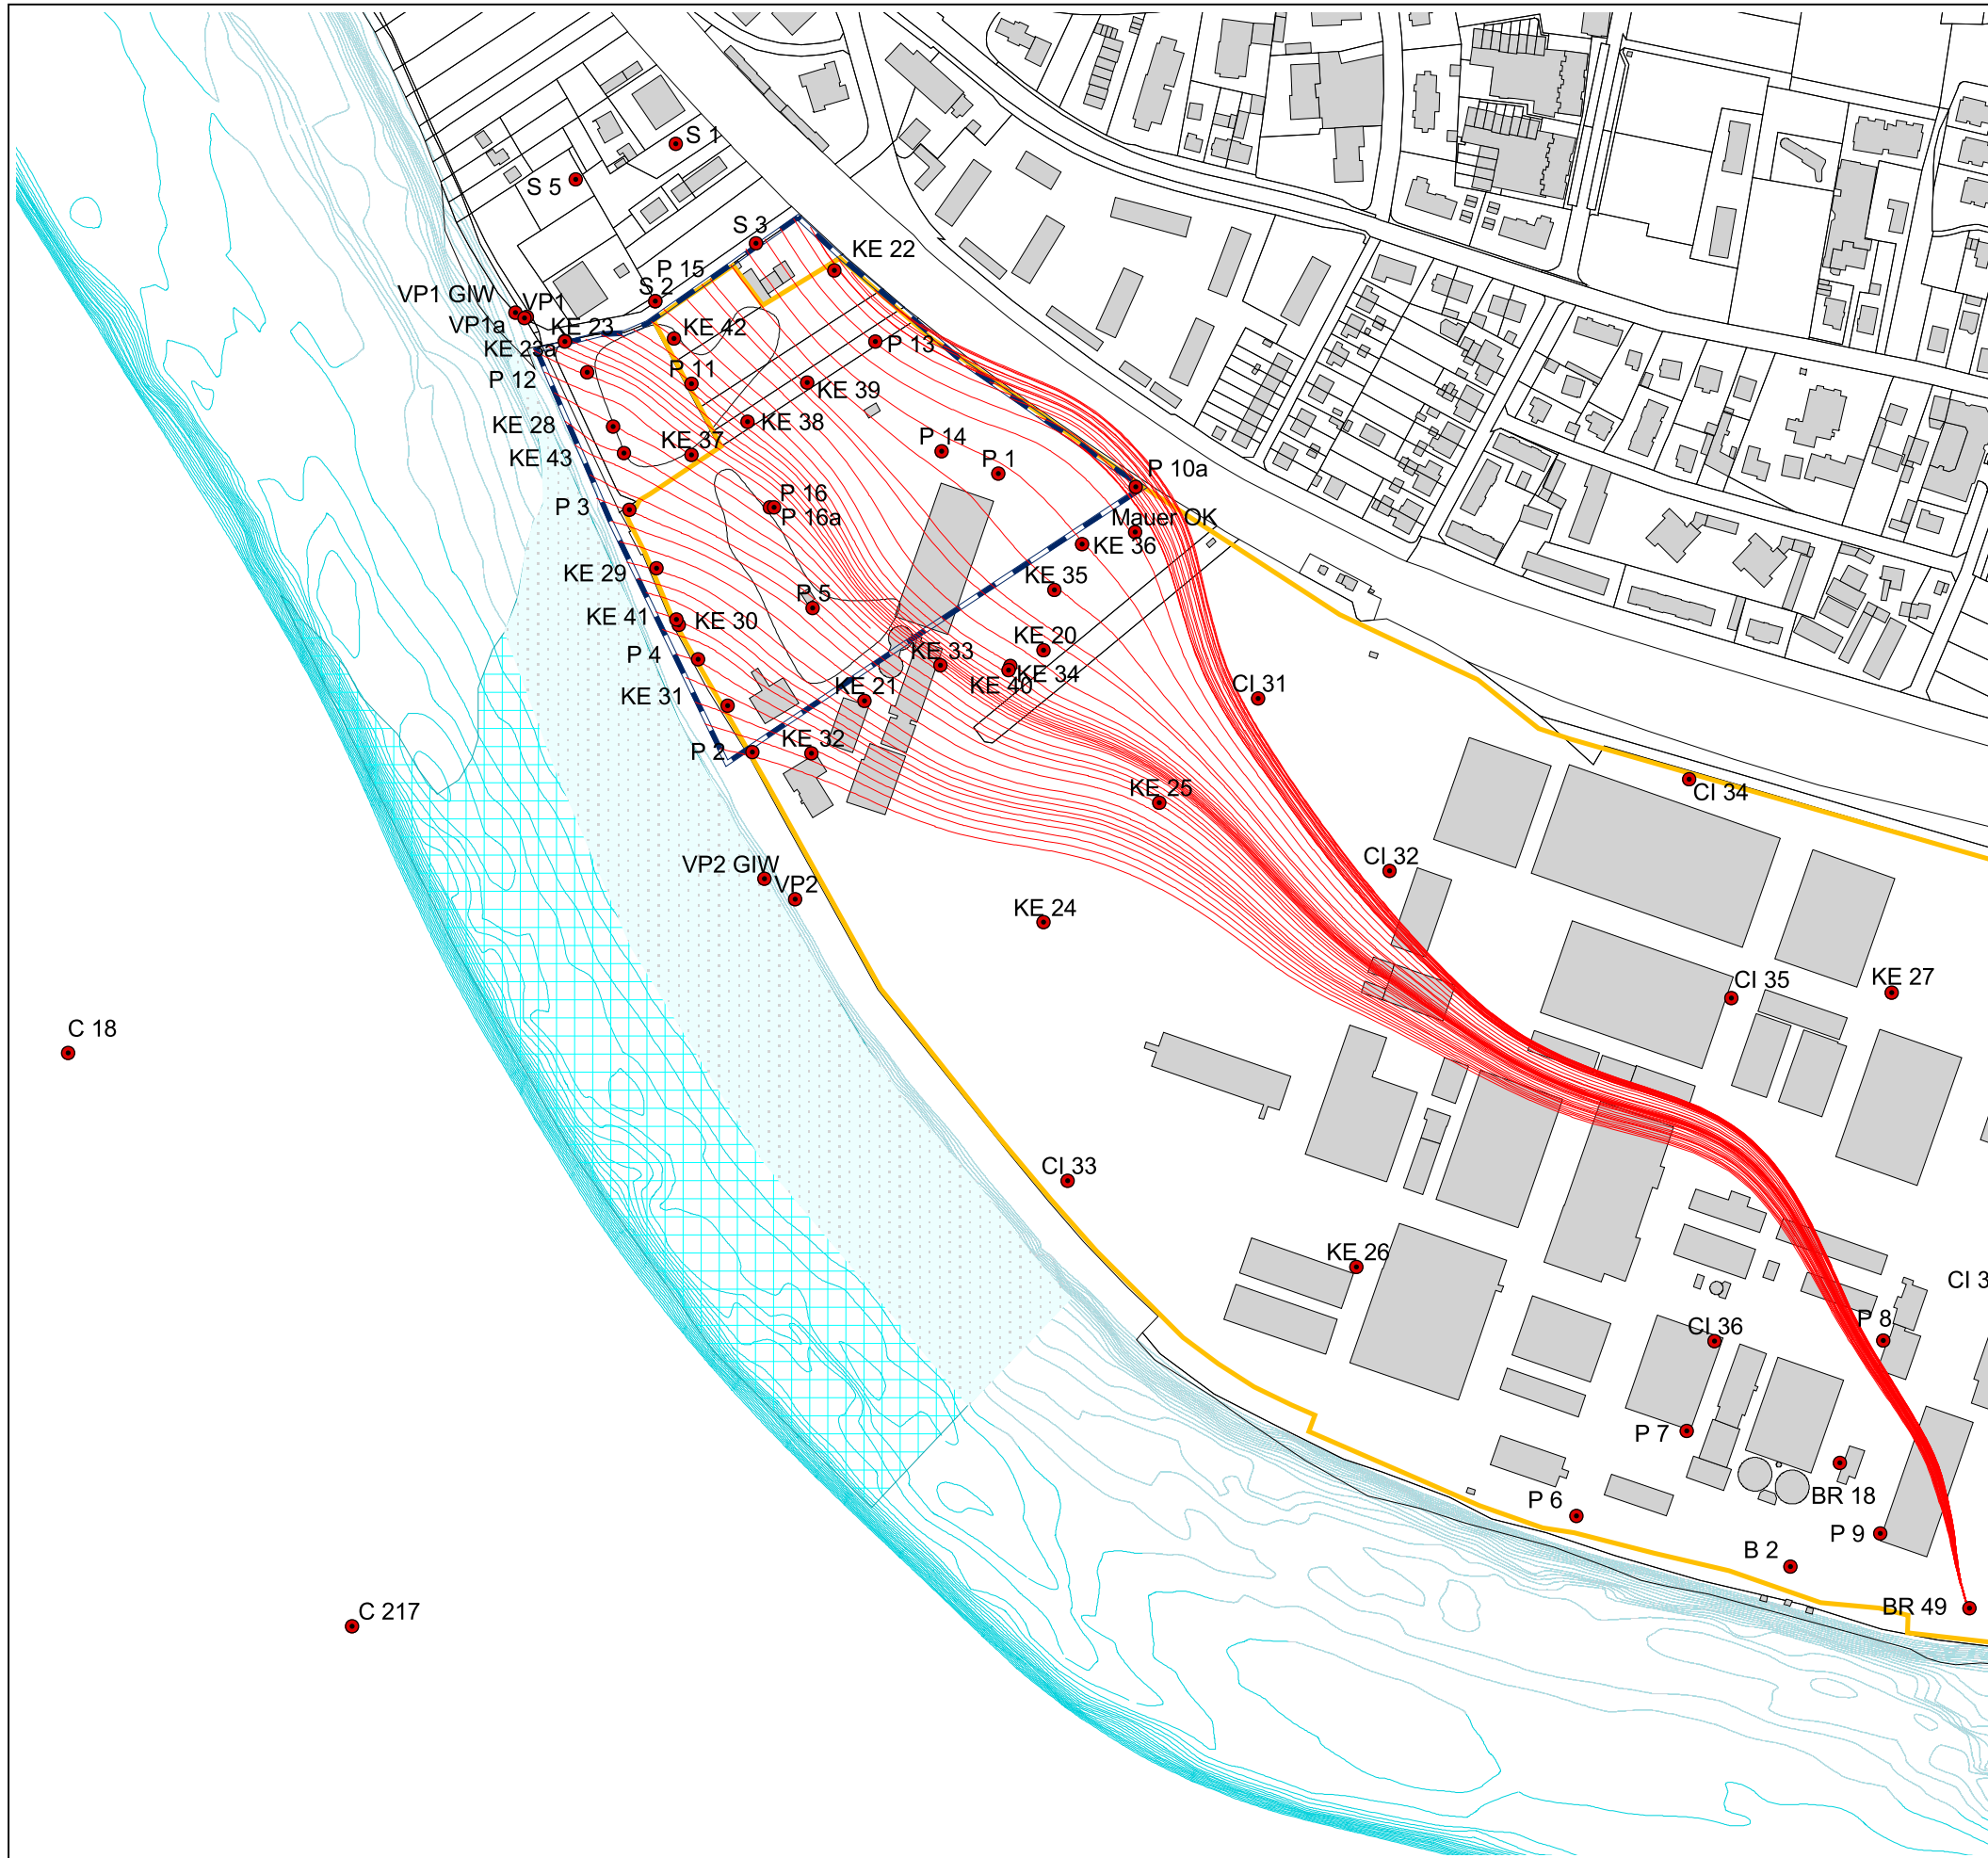 S 1
S 5
S 3
KE 22
P 15
S 2
VP1 GIW
VP1
VP1a
KE 23
KE 42
KE 23a
P 13
P 12
P 11
KE 39
KE 28
KE 38
KE 37
KE 43
P 14
P 1
P 10a
P 16
P 3
P 16a
Mauer OK
KE 36
KE 29
KE 35
P 5
KE 41
KE 30
KE 20
P 4
KE 33
KE 34
KE 40
KE 31
KE 21
CI 31
P 2
KE 32
KE 25
CI 34
CI 32
VP2 GIW
VP2
KE 24
CI 35
KE 27
C 18
CI 33
KE 26
CI 3
P 8
CI 36
P 7
BR 18
P 6
P 9
B 2
BR 49
C 217